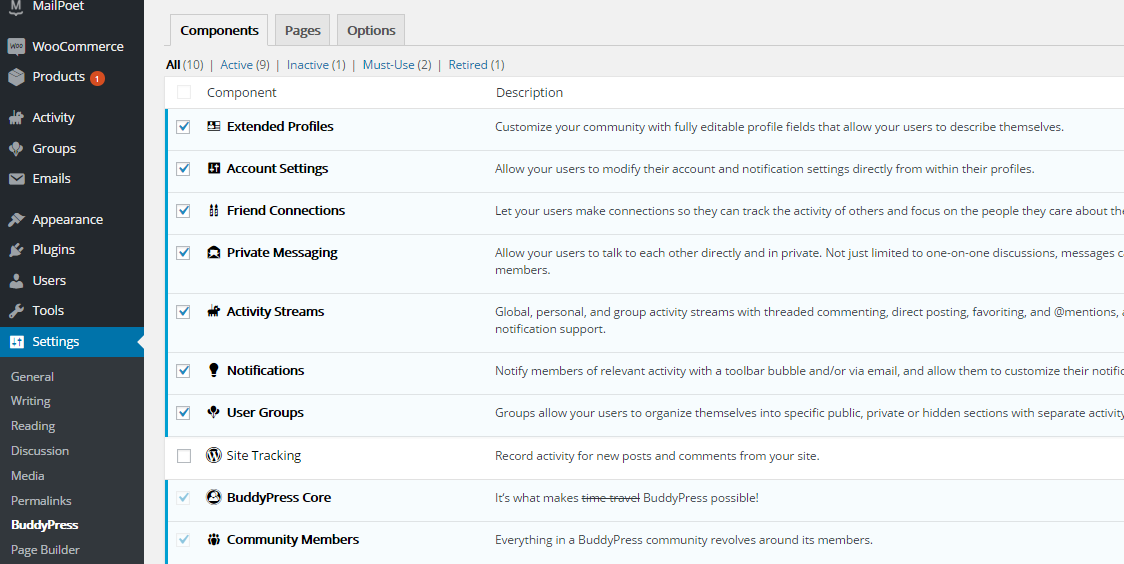 MailPoet
WooCommerce
Products 1
Activity
Groups
Emails
Appearance
Plugins
Users
Tools
Settings
General
Writing
Reading
Discussion
Media
Permalinks
BuddyPress
Page Builder
Components Pages Options
All (10) | Active (9) | Inactive (1) | Must-Use (2) | Retired (1)
Component Description
Extended Profiles Customize your community with fully editable profile fields that allow your users to describe themselves.
Account Settings Allow your users to modify their account and notification settings directly from within their profiles.
Friend Connections Let your users make connections so they can track the activity of others and focus on the people they care about
Private Messaging Allow your users to talk to each other directly and in private. Not just limited to one-on-one discussions, messages
members.
Activity Streams Global, personal, and group activity streams with threaded commenting, direct posting, favoriting, and @mentions,
notification support.
Notifications Notify members of relevant activity with a toolbar bubble and/or via email, and allow them to customize their
User Groups Groups allow your users to organize themselves into specific public, private or hidden sections with separate activity
Site Tracking Record activity for new posts and comments from your site.
BuddyPress Core It's what makes time travel BuddyPress possible!
Community Members Everything in a BuddyPress community revolves around its members.